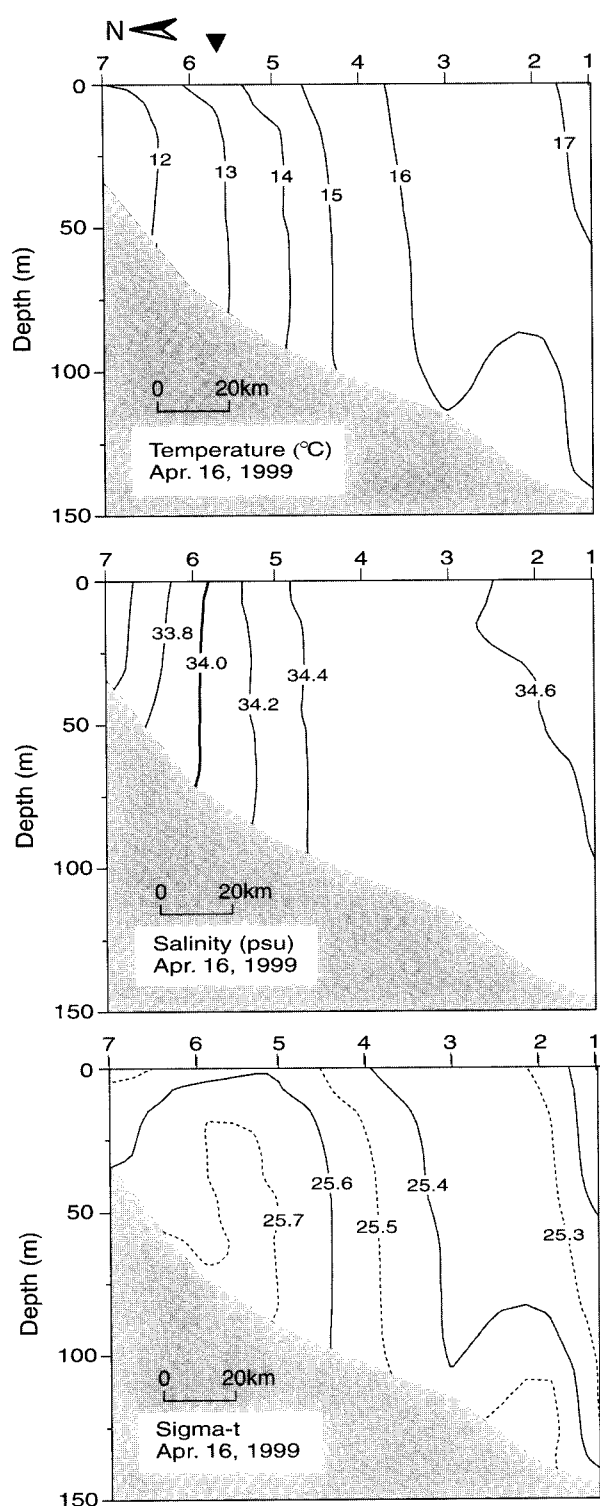 N
7 6 5 4 3 2 1
0
12 13 14 15 16 17
50
Depth (m)
100
0 20km
Temperature (°C)
Apr. 16, 1999
150
7 6 5 4 3 2 1
0
33.8
34.0
34.2 34.4 34.6
50
Depth (m)
100
0 20km
Salinity (psu)
Apr. 16, 1999
150
7 6 5 4 3 2 1
0
25.6 25.4
50
25.7 25.5 25.3
Depth (m)
100
0 20km
Sigma-t
Apr. 16, 1999
150